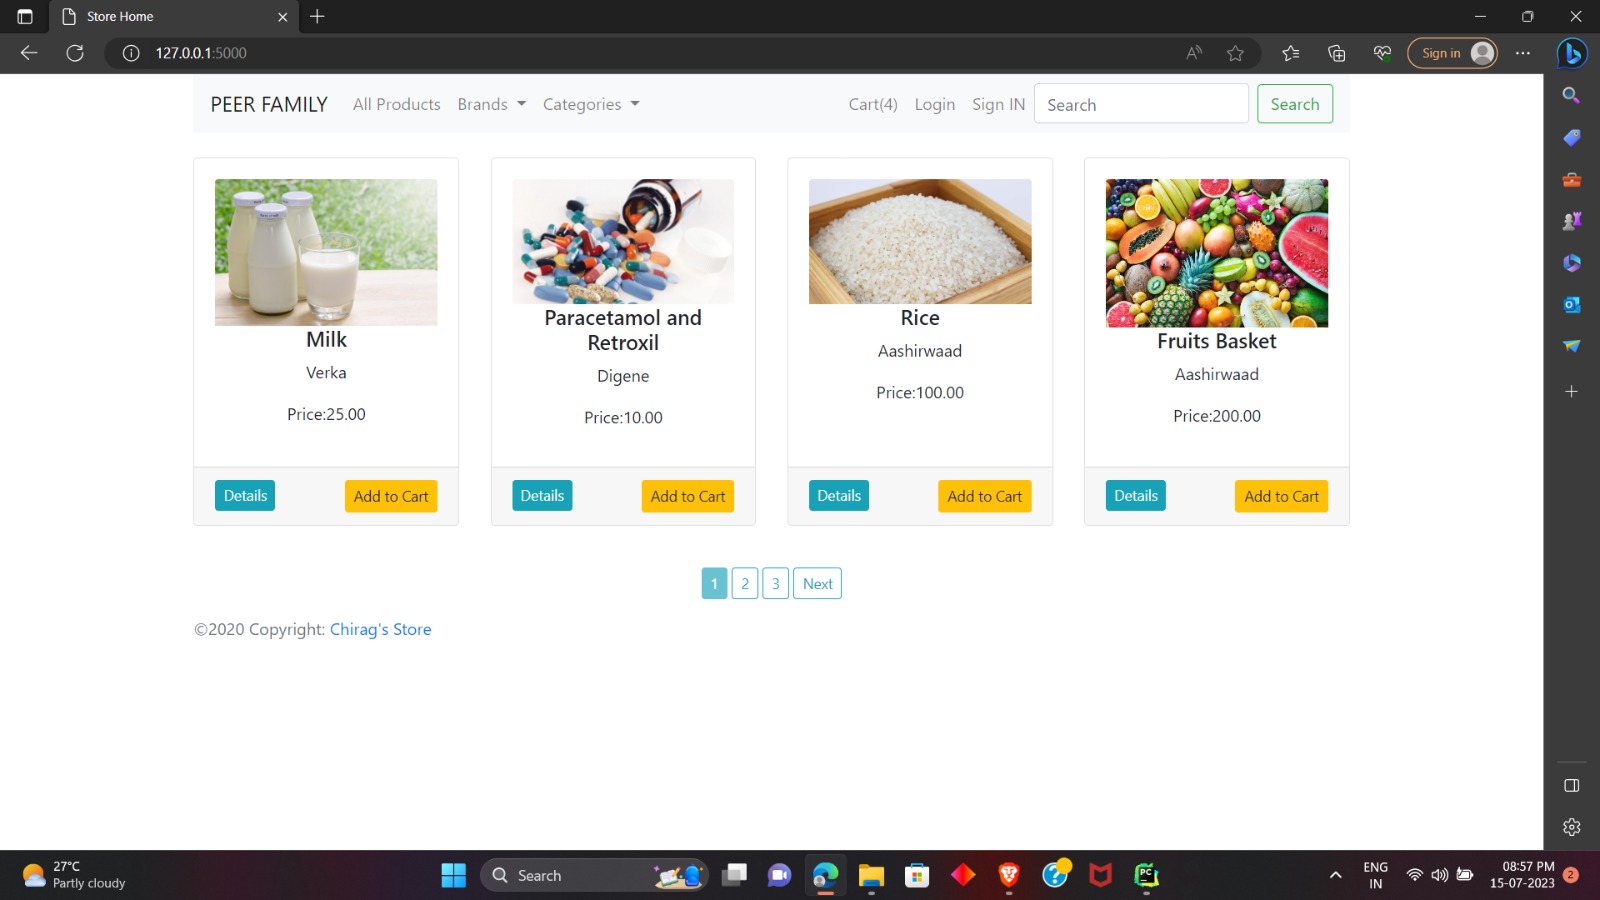 Store Home
127.0.0.1:5000
Sign in
PEER FAMILY All Products Brands Categories Cart(4) Login Sign IN Search Search
Milk
Verka
Price:25.00
Details Add to Cart
Paracetamol and
Retroxil
Digene
Price:10.00
Details Add to Cart
Rice
Aashirwaad
Price:100.00
Details Add to Cart
Fruits Basket
Aashirwaad
Price:200.00
Details Add to Cart
1 2 3 Next
©2020 Copyright: Chirag's Store
27°C
Partly cloudy
Search
PC
ENG
IN
08:57 PM
15-07-2023
2